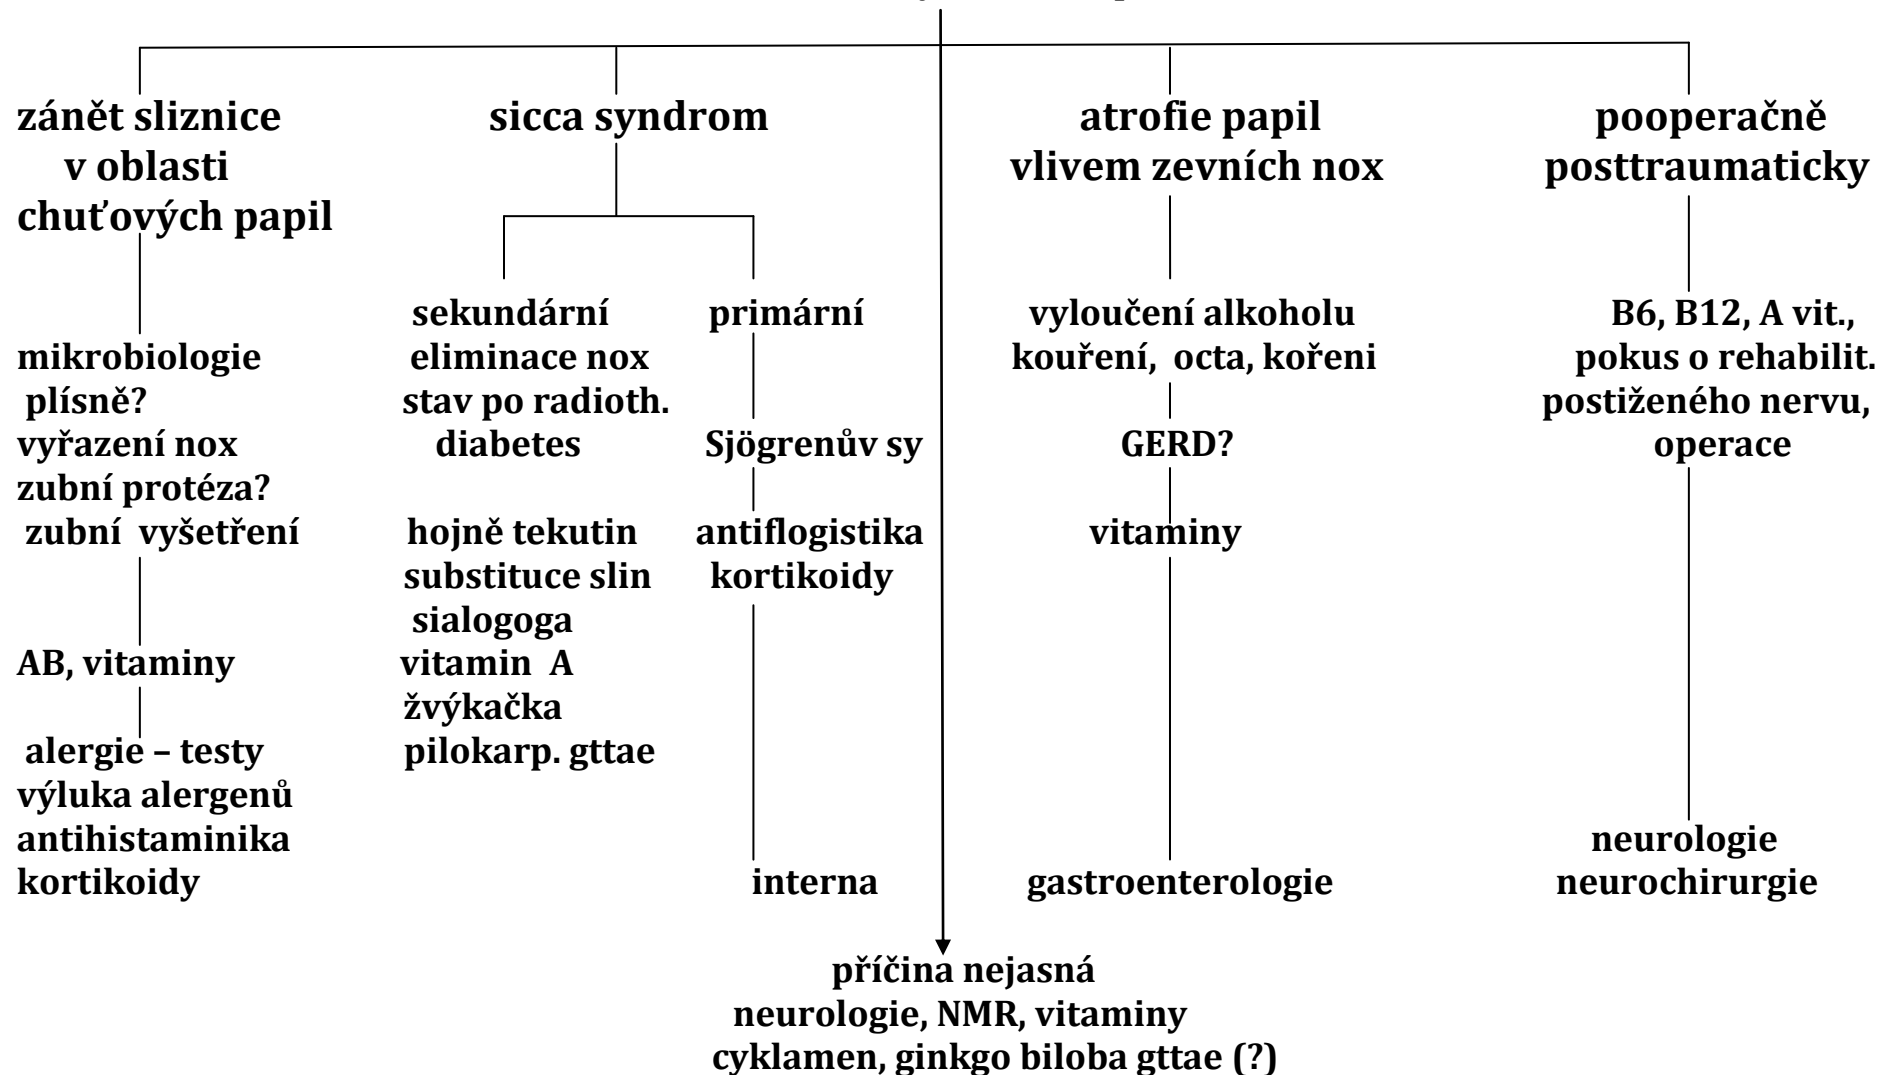 zánět sliznice
v oblasti
chuťových papil
mikrobiologie
plísně?
vyřazení nox
zubní protéza?
zubní vyšetření
AB, vitaminy
alergie – testy
výluka alergenů
antihistaminika
kortikoidy
sicca syndrom
sekundární
eliminace nox
stav po radioth.
diabetes
hojně tekutin
substituce slin
sialogoga
vitamin A
žvýkačka
pilokarp. gttae
primární
Sjögrenův sy
antiflogistika
kortikoidy
interna
atrofie papil
vlivem zevních nox
vyloučení alkoholu
kouření, octa, kořeni
GERD?
vitaminy
gastroenterologie
pooperačně
posttraumaticky
B6, B12, A vit.,
pokus o rehabilit.
postiženého nervu,
operace
neurologie
neurochirurgie
příčina nejasná
neurologie, NMR, vitaminy
cyklamen, ginkgo biloba gttae (?)